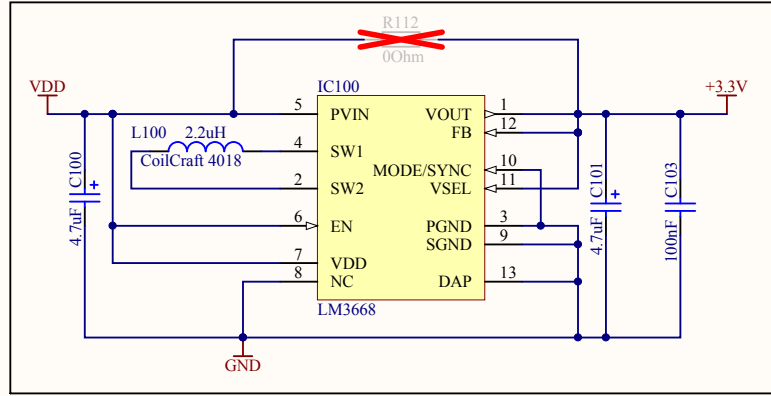 R112
0Ohm
VDD
IC100
+3.3V
5 PVIN VOUT 1
FB 12
L100 2.2uH
CoilCraft 4018
4 SW1
MODE/SYNC 10
2 SW2 VSEL 11
C100
4.7uF
C101
4.7uF
C103
100nF
6 EN PGND 3
SGND 9
7 VDD
8 NC DAP 13
LM3668
GND